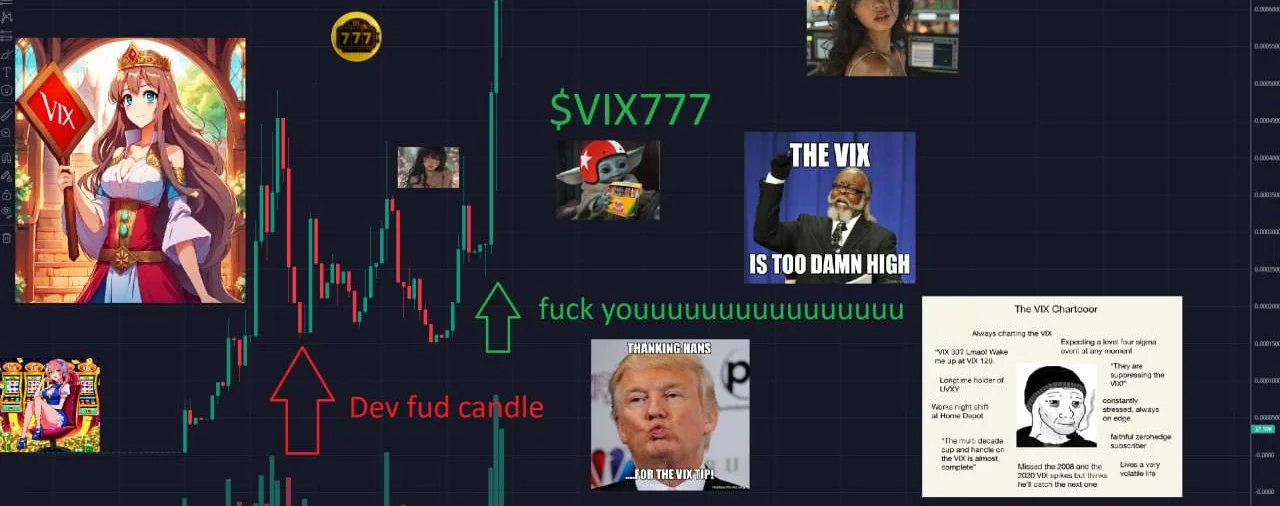 VIX
777
$VIX777
THE VIX
IS TOO DAMN HIGH
fuck youuuuuuuuuuuuuuuuu
Dev fud candle
THANKING HANS
....FOR THE VIX TIP!
The VIX Chartooor
Always charting the VIX
Expecting a level four sigma
event at any moment
"VIX 30? Lmao! Wake
me up at VIX 120.
"They are
suppressing the
VIX!"
Longtime holder of
UVXY
constantly
stressed, always
on edge.
Works night shift
at Home Depot
faithful zerohedge
subscriber
"The multi decade
cup and handle on
the VIX is almost
complete"
Missed the 2008 and the
2020 VIX spikes but thinks
he'll catch the next one
Lives a very
volatile life